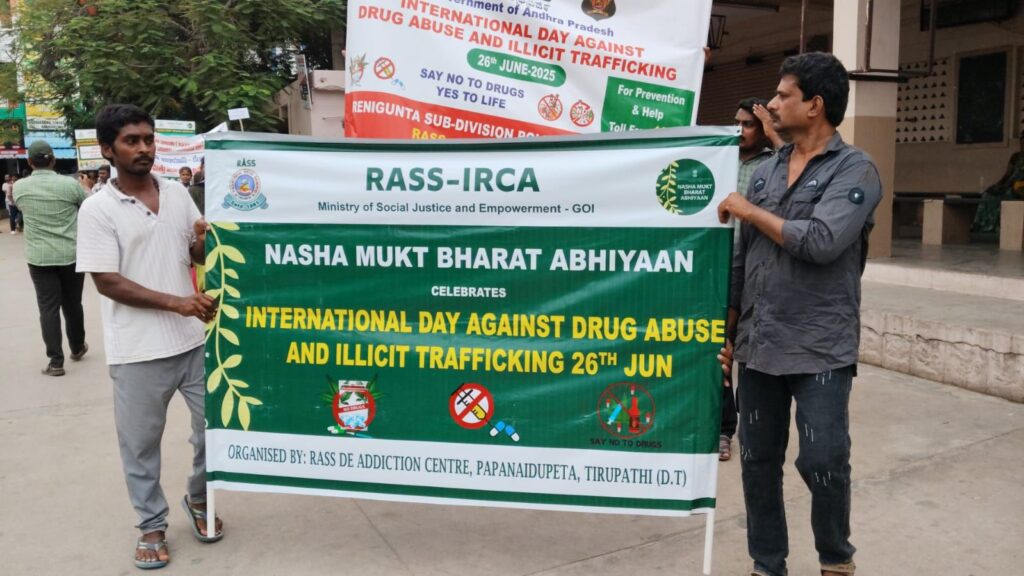 Government of Andhra Pradesh
INTERNATIONAL DAY AGAINST
DRUG ABUSE AND ILLICIT TRAFFICKING
26th JUNE-2025
SAY NO TO DRUGS
YES TO LIFE
For Prevention
& Help
RENIGUNTA SUB-DIVISION
RASS
RASS-IRCA
Ministry of Social Justice and Empowerment - GOI
NASHA MUKT
BHARAT
ABHIYAAN
NASHA MUKT BHARAT ABHIYAAN
CELEBRATES
INTERNATIONAL DAY AGAINST DRUG ABUSE
AND ILLICIT TRAFFICKING 26TH JUN
NO DRUGS
SAY NO TO DRUGS
ORGANISED BY: RASS DE ADDICTION CENTRE, PAPANAIDUPETA, TIRUPATHI (D.T)